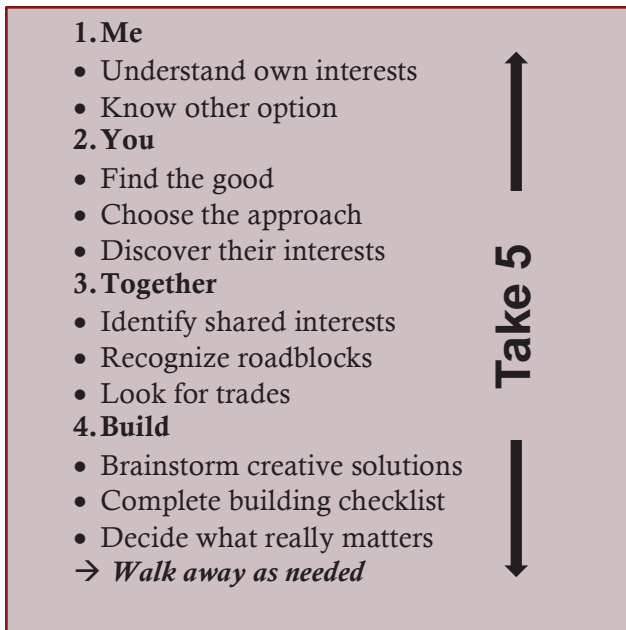 1. Me
• Understand own interests
• Know other option
2. You
• Find the good
• Choose the approach
• Discover their interests
3. Together
• Identify shared interests
• Recognize roadblocks
• Look for trades
4. Build
• Brainstorm creative solutions
• Complete building checklist
• Decide what really matters
→ Walk away as needed
Take 5